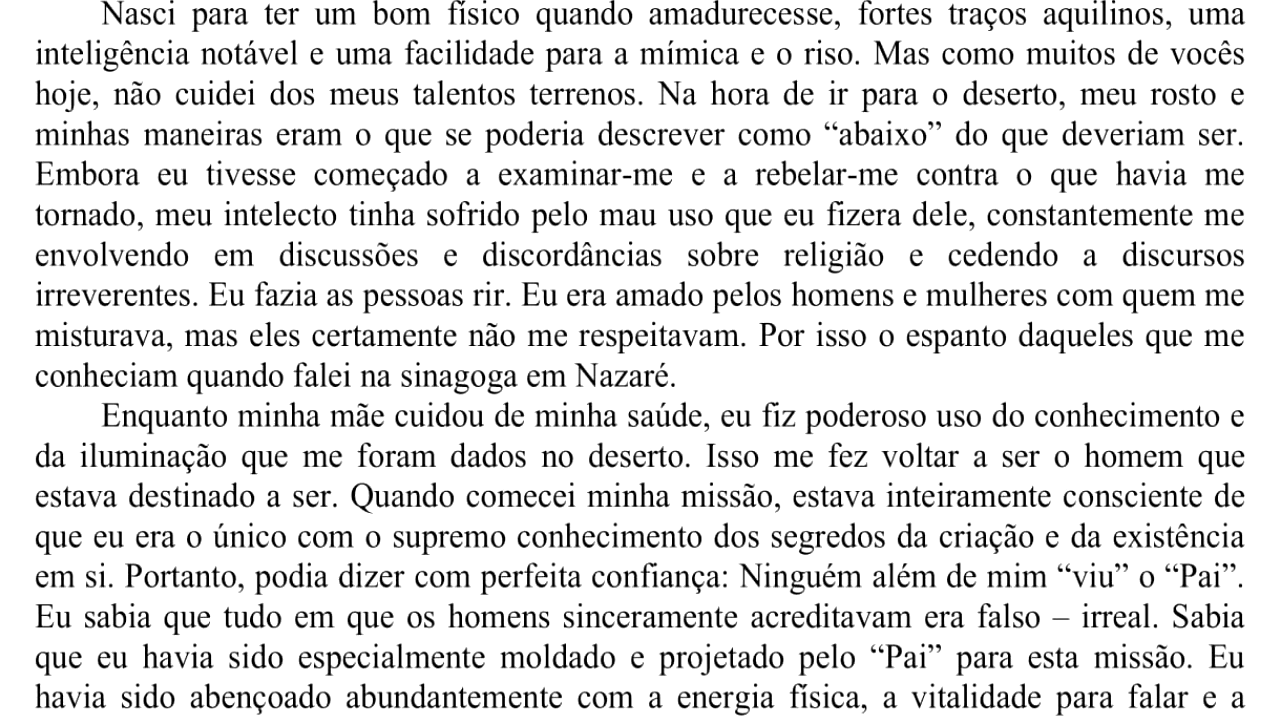 Nasci para ter um bom físico quando amadurecesse, fortes traços aquilinos, uma
inteligência notável e uma facilidade para a mímica e o riso. Mas como muitos de vocês
hoje, não cuidei dos meus talentos terrenos. Na hora de ir para o deserto, meu rosto e
minhas maneiras eram o que se poderia descrever como “abaixo” do que deveriam ser.
Embora eu tivesse começado a examinar-me e a rebelar-me contra o que havia me
tornado, meu intelecto tinha sofrido pelo mau uso que eu fizera dele, constantemente me
envolvendo em discussões e discordâncias sobre religião e cedendo a discursos
irreverentes. Eu fazia as pessoas rir. Eu era amado pelos homens e mulheres com quem me
misturava, mas eles certamente não me respeitavam. Por isso o espanto daqueles que me
conheciam quando falei na sinagoga em Nazaré.
Enquanto minha mãe cuidou de minha saúde, eu fiz poderoso uso do conhecimento e
da iluminação que me foram dados no deserto. Isso me fez voltar a ser o homem que
estava destinado a ser. Quando comecei minha missão, estava inteiramente consciente de
que eu era o único com o supremo conhecimento dos segredos da criação e da existência
em si. Portanto, podia dizer com perfeita confiança: Ninguém além de mim “viu” o “Pai”.
Eu sabia que tudo em que os homens sinceramente acreditavam era falso – irreal. Sabia
que eu havia sido especialmente moldado e projetado pelo “Pai” para esta missão. Eu
havia sido abençoado abundantemente com a energia física, a vitalidade para falar e a